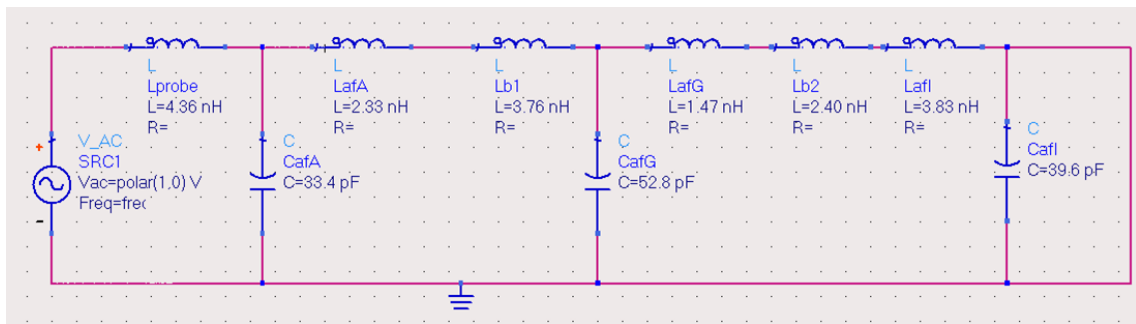 L
Lprobe
L=4.36 nH
R=
L
LafA
L=2.33 nH
R=
L
Lb1
L=3.76 nH
R=
L
LafG
L=1.47 nH
R=
L
Lb2
L=2.40 nH
R=
L
LafI
L=3.83 nH
R=
+
V_AC
SRC1
Vac=polar(1,0) V
Freq=freq
-
C
CafA
C=33.4 pF
C
CafG
C=52.8 pF
C
CafI
C=39.6 pF